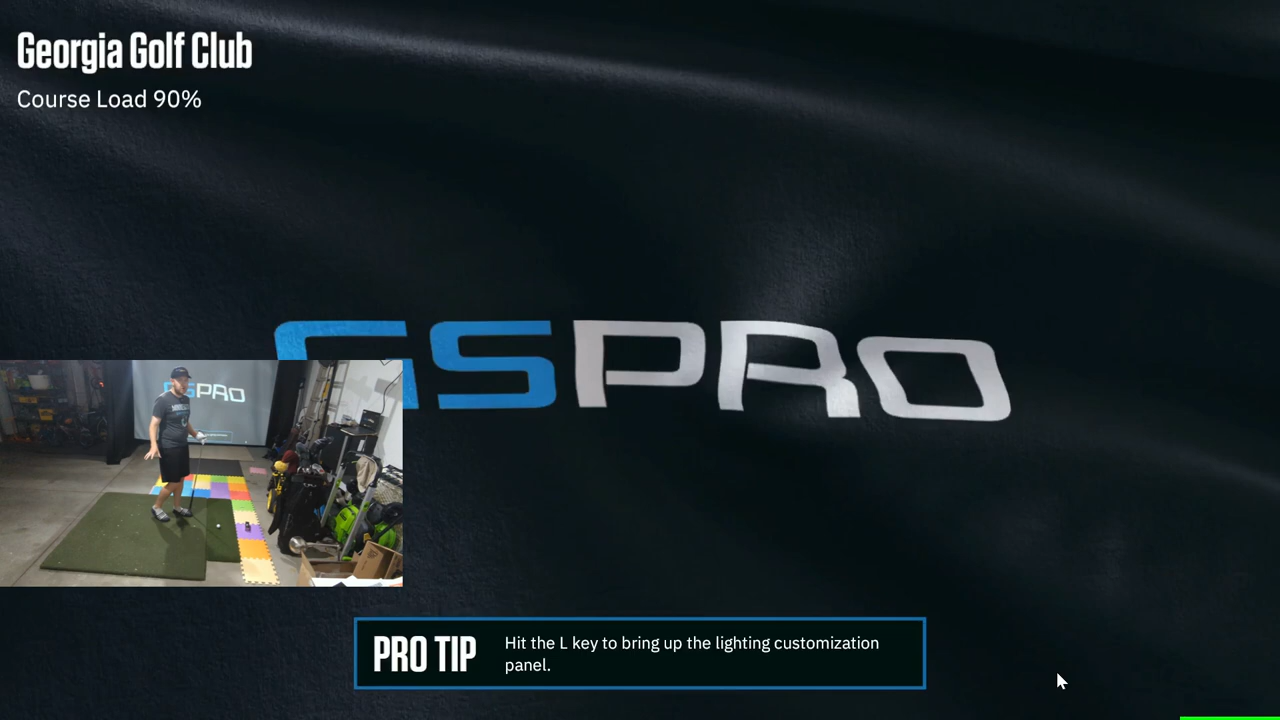 Georgia Golf Club
Course Load 90%
GSPRO
GSPRO
PRO TIP
Hit the L key to bring up the lighting customization
panel.